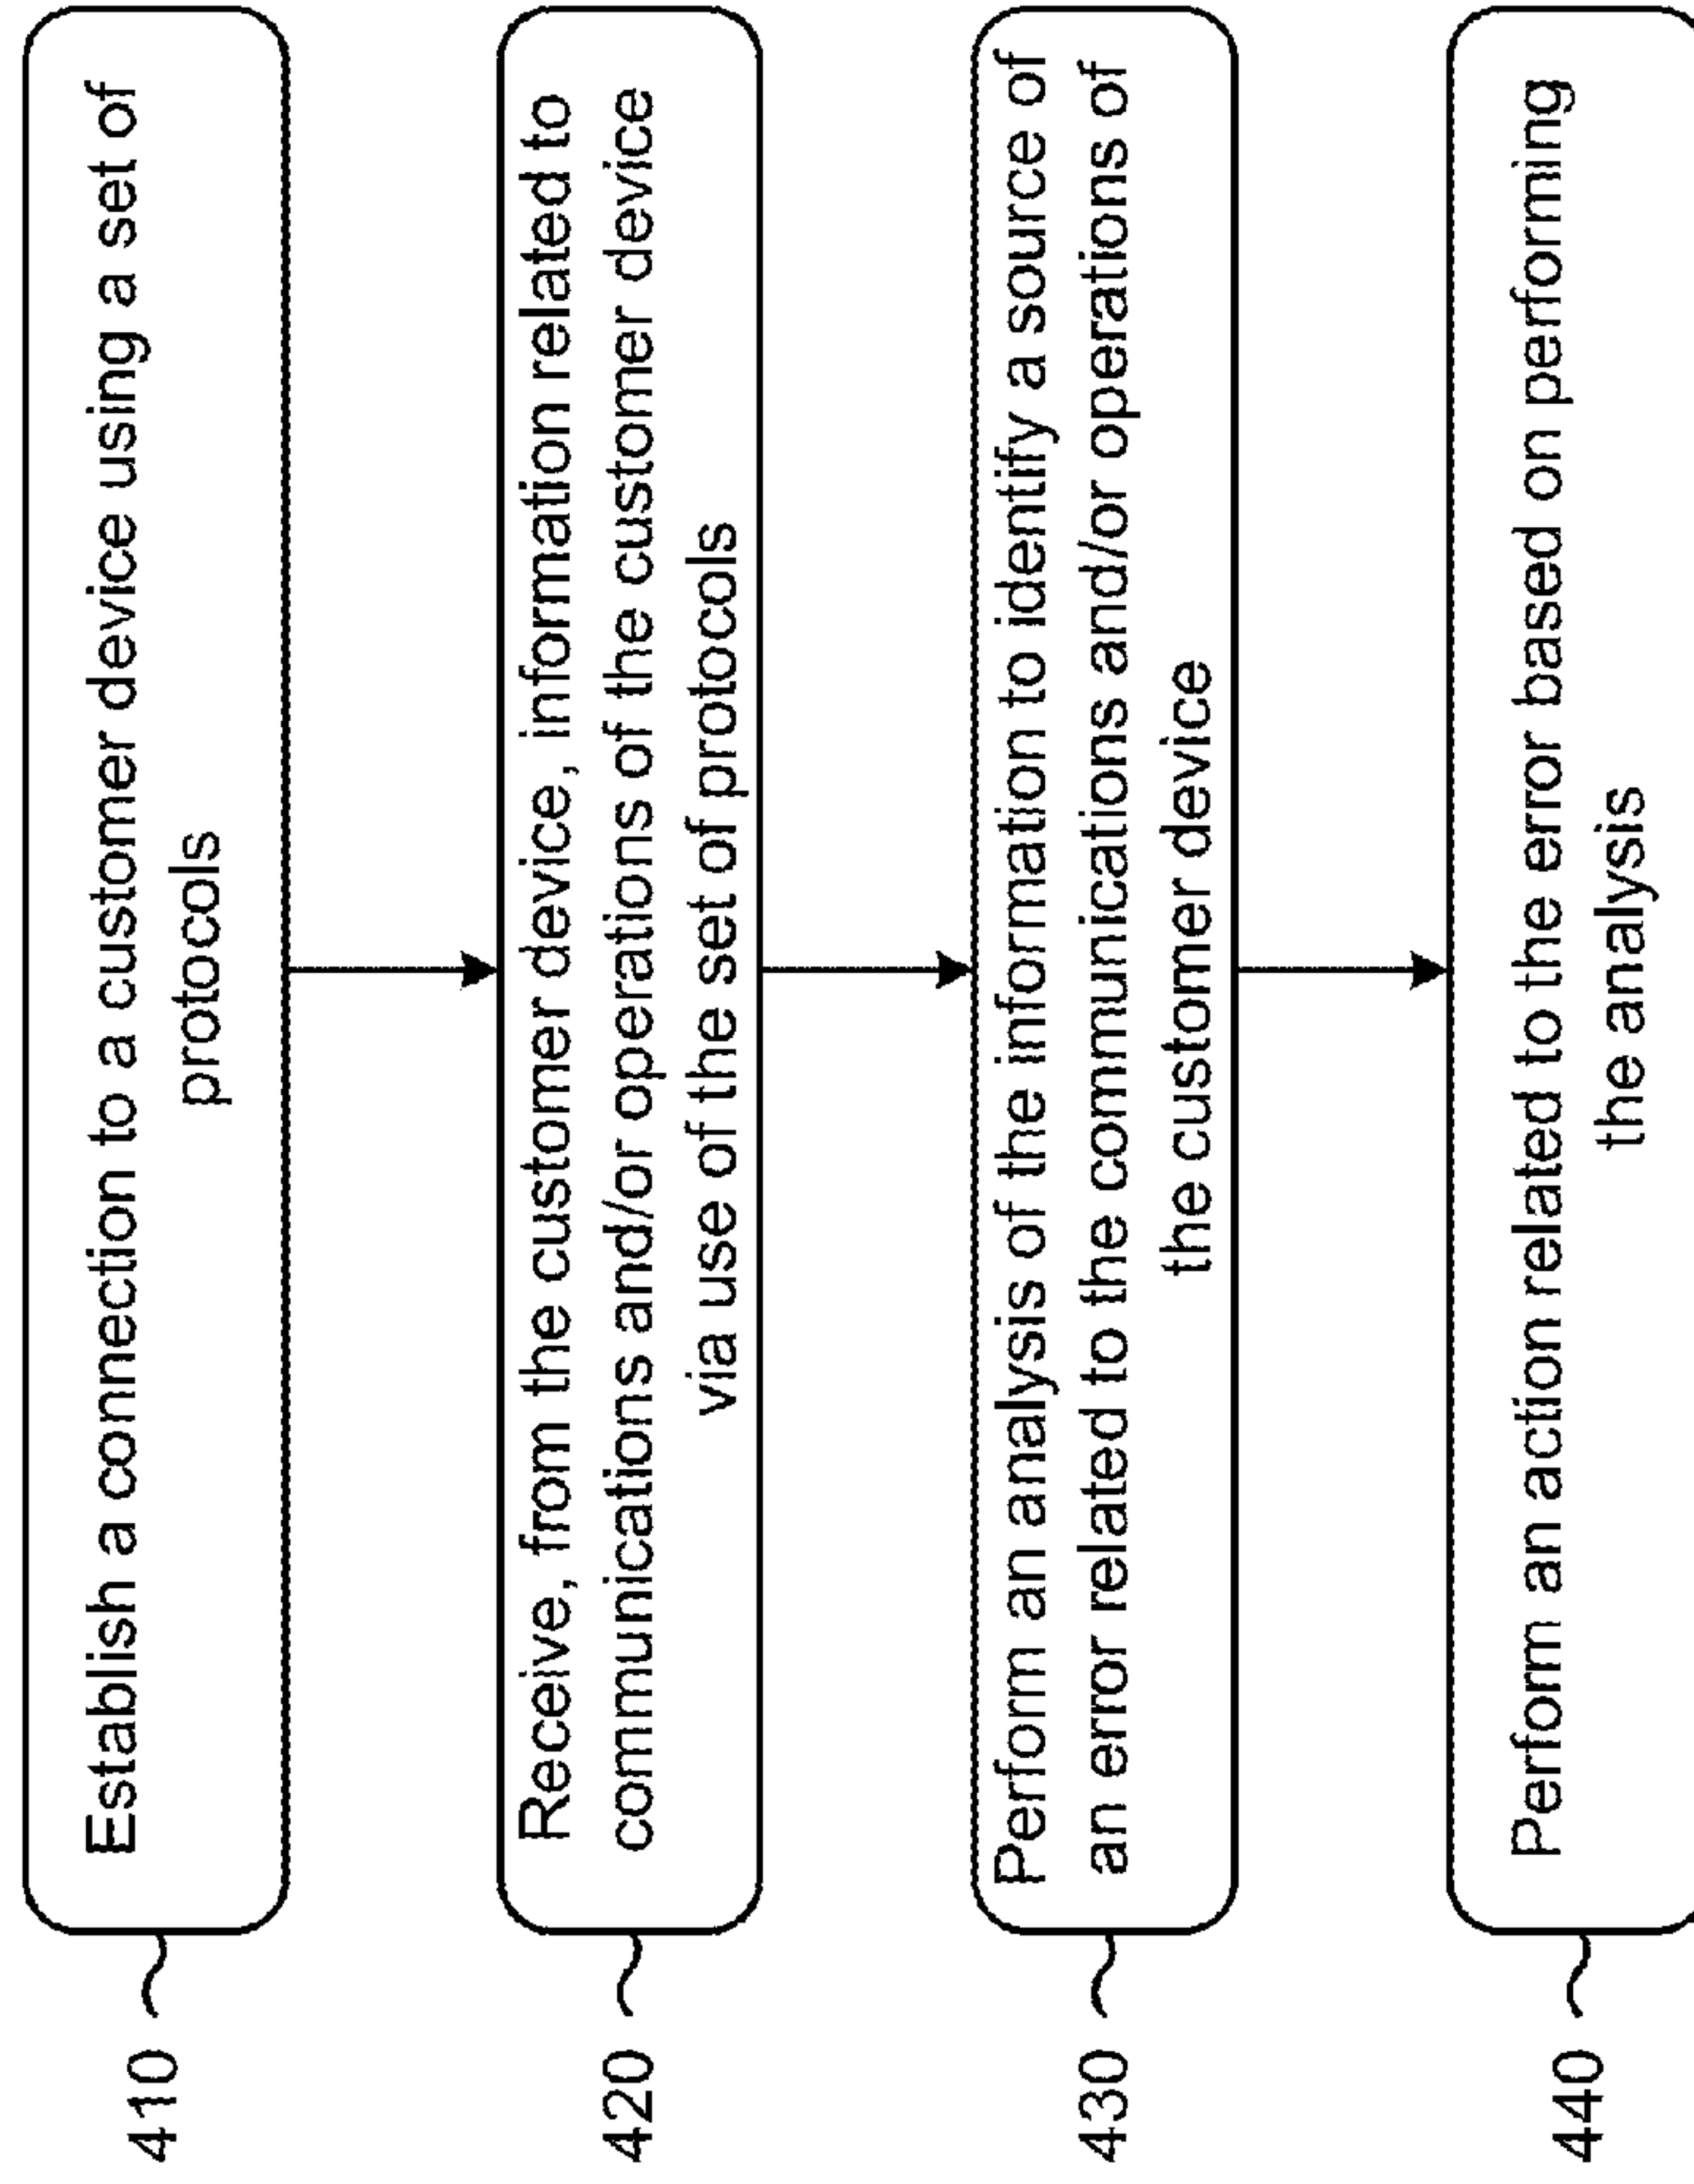 410
Establish a connection to a customer device using a set of
protocols
420
Receive, from the customer device, information related to
communications and/or operations of the customer device
via use of the set of protocols
430
Perform an analysis of the information to identify a source of
an error related to the communications and/or operations of
the customer device
440
Perform an action related to the error based on performing
the analysis